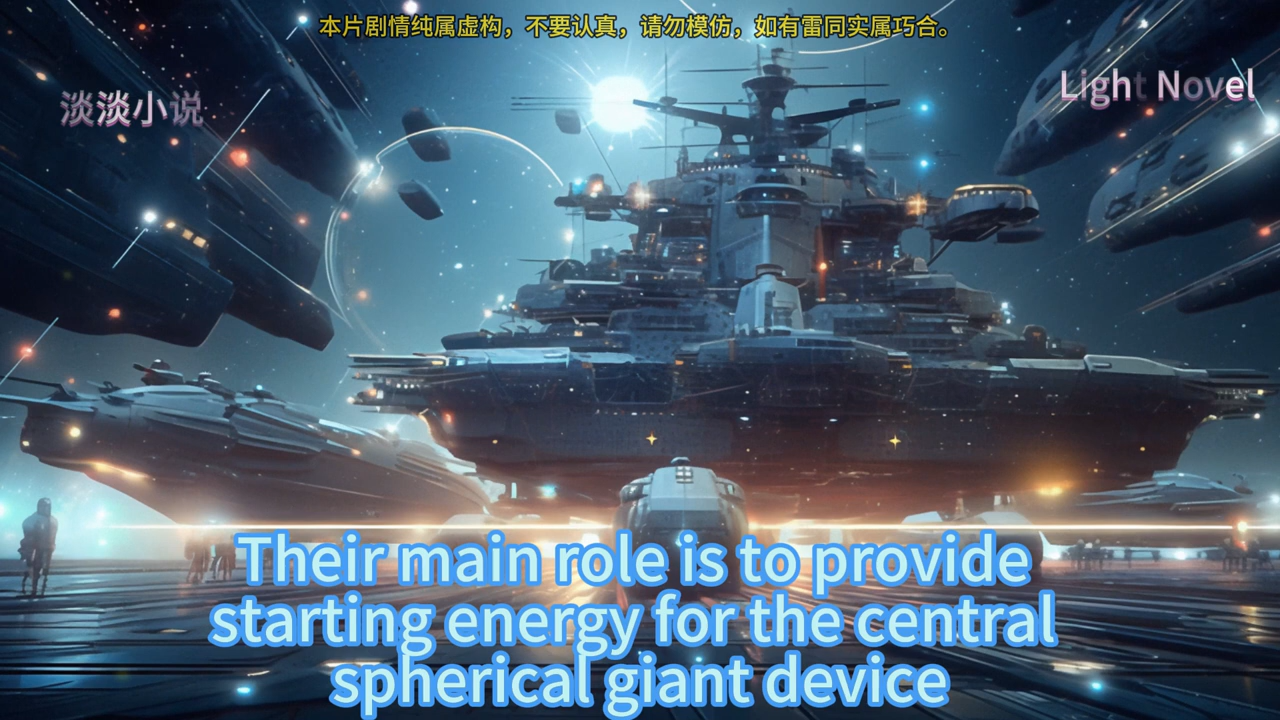 本片剧情纯属虚构，不要认真，请勿模仿，如有雷同实属巧合。
淡淡小说
Light Novel
Their main role is to provide
starting energy for the central
spherical giant device